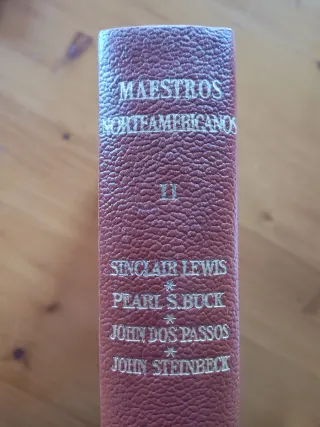 MAESTROS
NORTEAMERICANOS
II
SINCLAIR LEWIS
*
PEARL S. BUCK
*
JOHN DOS PASSOS
*
JOHN STEINBECK